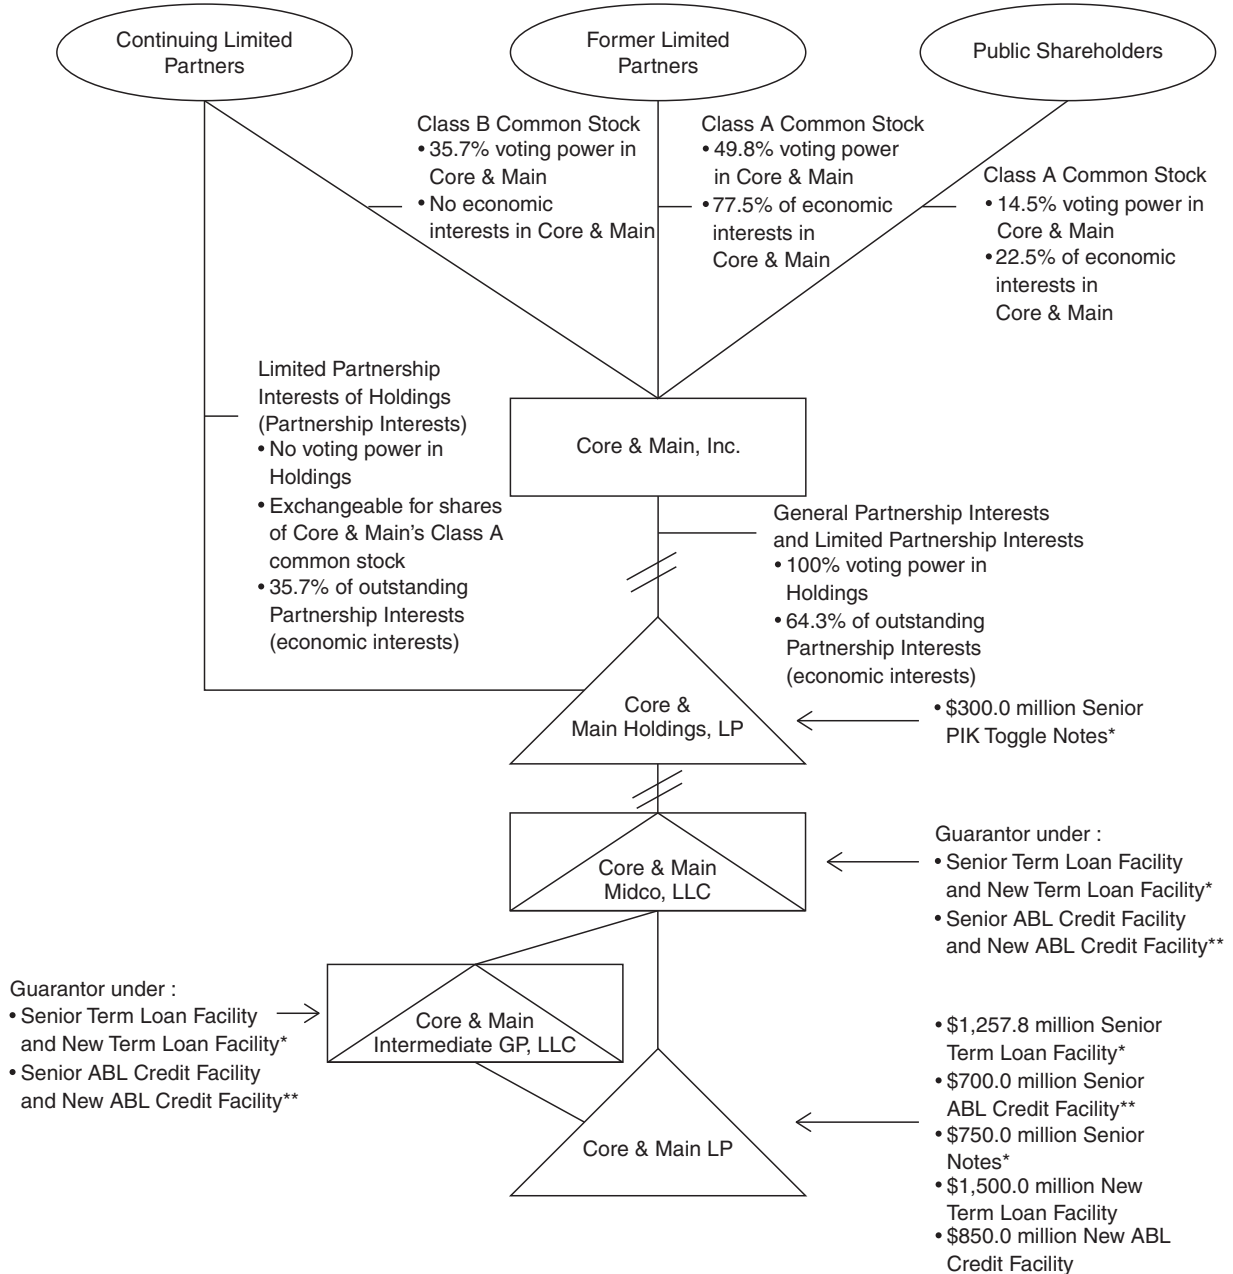 Continuing Limited
Partners
Former Limited
Partners
Public Shareholders
Class B Common Stock
• 35.7% voting power in
Core & Main
• No economic
interests in Core & Main
Class A Common Stock
• 49.8% voting power
in Core & Main
• 77.5% of economic
interests in
Core & Main
Class A Common Stock
• 14.5% voting power in
Core & Main
• 22.5% of economic
interests in
Core & Main
Limited Partnership
Interests of Holdings
(Partnership Interests)
• No voting power in
Holdings
• Exchangeable for shares
of Core & Main’s Class A
common stock
• 35.7% of outstanding
Partnership Interests
(economic interests)
Core & Main, Inc.
General Partnership Interests
and Limited Partnership Interests
• 100% voting power in
Holdings
• 64.3% of outstanding
Partnership Interests
(economic interests)
Core &
Main Holdings, LP
• $300.0 million Senior
PIK Toggle Notes*
Core & Main
Midco, LLC
Guarantor under :
• Senior Term Loan Facility
and New Term Loan Facility*
• Senior ABL Credit Facility
and New ABL Credit Facility**
Guarantor under :
• Senior Term Loan Facility
and New Term Loan Facility*
• Senior ABL Credit Facility
and New ABL Credit Facility**
Core & Main
Intermediate GP, LLC
Core & Main LP
• $1,257.8 million Senior
Term Loan Facility*
• $700.0 million Senior
ABL Credit Facility**
• $750.0 million Senior
Notes*
• $1,500.0 million New
Term Loan Facility
• $850.0 million New ABL
Credit Facility